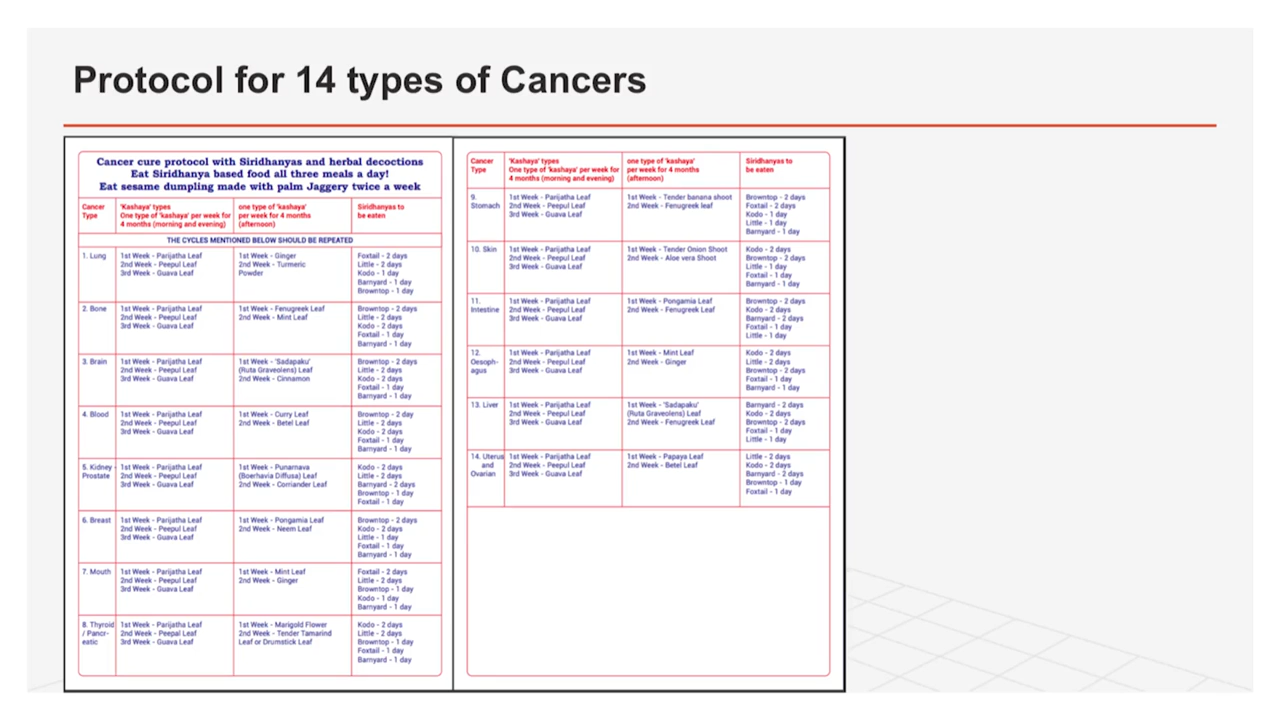 Protocol for 14 types of Cancers
Cancer cure protocol with Siridhanyas and herbal decoctions
Eat Siridhanya based food all three meals a day!
Eat sesame dumpling made with palm Jaggery twice a week
Cancer Type
'Kashaya' types
One type of 'kashaya' per week for
4 months (morning and evening)
one type of 'kashaya'
per week for 4 months
(afternoon)
Siridhanyas to
be eaten
THE CYCLES MENTIONED BELOW SHOULD BE REPEATED
1. Lung
1st Week - Parijatha Leaf
2nd Week - Peepul Leaf
3rd Week - Guava Leaf
1st Week - Ginger
2nd Week - Turmeric
Powder
Foxtail - 2 days
Little - 2 days
Kodo - 1 day
Barnyard - 1 day
Browntop - 1 day
2. Bone
1st Week - Parijatha Leaf
2nd Week - Peepul Leaf
3rd Week - Guava Leaf
1st Week - Fenugreek Leaf
2nd Week - Mint Leaf
Browntop - 2 days
Little - 2 days
Kodo - 2 days
Foxtail - 1 day
Barnyard - 1 day
3. Brain
1st Week - Parijatha Leaf
2nd Week - Peepul Leaf
3rd Week - Guava Leaf
1st Week - 'Sadapaku'
(Ruta Graveolens) Leaf
2nd Week - Cinnamon
Browntop - 2 days
Little - 2 days
Kodo - 2 days
Foxtail - 1 day
Barnyard - 1 day
4. Blood
1st Week - Parijatha Leaf
2nd Week - Peepul Leaf
3rd Week - Guava Leaf
1st Week - Curry Leaf
2nd Week - Betel Leaf
Browntop - 2 day
Little - 2 days
Kodo - 2 days
Foxtail - 1 day
Barnyard - 1 day
5. Kidney -
Prostate
1st Week - Parijatha Leaf
2nd Week - Peepul Leaf
3rd Week - Guava Leaf
1st Week - Punarnava
(Boerhavia Diffusa) Leaf
2nd Week - Corriander Leaf
Kodo - 2 days
Little - 2 days
Barnyard - 2 days
Browntop - 1 day
Foxtail - 1 day
6. Breast
1st Week - Parijatha Leaf
2nd Week - Peepul Leaf
3rd Week - Guava Leaf
1st Week - Pongamia Leaf
2nd Week - Neem Leaf
Browntop - 2 days
Kodo - 2 days
Little - 1 day
Foxtail - 1 day
Barnyard - 1 day
7. Mouth
1st Week - Parijatha Leaf
2nd Week - Peepul Leaf
3rd Week - Guava Leaf
1st Week - Mint Leaf
2nd Week - Ginger
Foxtail - 2 days
Little - 2 days
Browntop - 1 day
Kodo - 1 day
Barnyard - 1 day
8. Thyroid
/ Pancr-
eatic
1st Week - Parijatha Leaf
2nd Week - Peepal Leaf
3rd Week - Guava Leaf
1st Week - Marigold Flower
2nd Week - Tender Tamarind
Leaf or Drumstick Leaf
Kodo - 2 days
Little - 2 days
Browntop - 1 day
Foxtail - 1 day
Barnyard - 1 day
Cancer
Type
'Kashaya' types
One type of 'kashaya' per week for
4 months (morning and evening)
one type of 'kashaya'
per week for 4 months
(afternoon)
Siridhanyas to
be eaten
9.
Stomach
1st Week - Parijatha Leaf
2nd Week - Peepul Leaf
3rd Week - Guava Leaf
1st Week - Tender banana shoot
2nd Week - Fenugreek leaf
Browntop - 2 days
Foxtail - 2 days
Kodo - 1 day
Little - 1 day
Barnyard - 1 day
10. Skin
1st Week - Parijatha Leaf
2nd Week - Peepul Leaf
3rd Week - Guava Leaf
1st Week - Tender Onion Shoot
2nd Week - Aloe vera Shoot
Kodo - 2 days
Browntop - 2 days
Little - 1 day
Foxtail - 1 day
Barnyard - 1 day
11.
Intestine
1st Week - Parijatha Leaf
2nd Week - Peepul Leaf
3rd Week - Guava Leaf
1st Week - Pongamia Leaf
2nd Week - Fenugreek Leaf
Browntop - 2 days
Kodo - 2 days
Barnyard - 2 days
Foxtail - 1 day
Little - 1 day
12.
Oesoph-
agus
1st Week - Parijatha Leaf
2nd Week - Peepul Leaf
3rd Week - Guava Leaf
1st Week - Mint Leaf
2nd Week - Ginger
Kodo - 2 days
Little - 2 days
Browntop - 2 days
Foxtail - 1 day
Barnyard - 1 day
13. Liver
1st Week - Parijatha Leaf
2nd Week - Peepul Leaf
3rd Week - Guava Leaf
1st Week - 'Sadapaku'
(Ruta Graveolens) Leaf
2nd Week - Fenugreek Leaf
Barnyard - 2 days
Kodo - 2 days
Browntop - 2 days
Foxtail - 1 day
Little - 1 day
14. Uterus
and
Ovarian
1st Week - Parijatha Leaf
2nd Week - Peepul Leaf
3rd Week - Guava Leaf
1st Week - Papaya Leaf
2nd Week - Betel Leaf
Little - 2 days
Kodo - 2 days
Barnyard - 2 days
Browntop - 1 day
Foxtail - 1 day